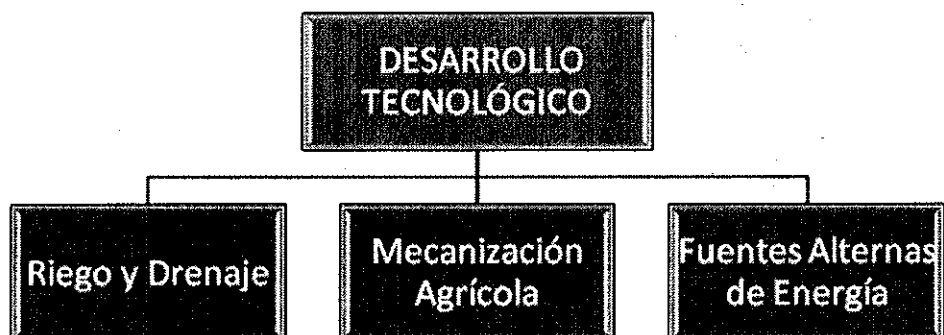 DESARROLLO
TECNOLÓGICO
Riego y Drenaje
Mecanización
Agrícola
Fuentes Alternas
de Energía